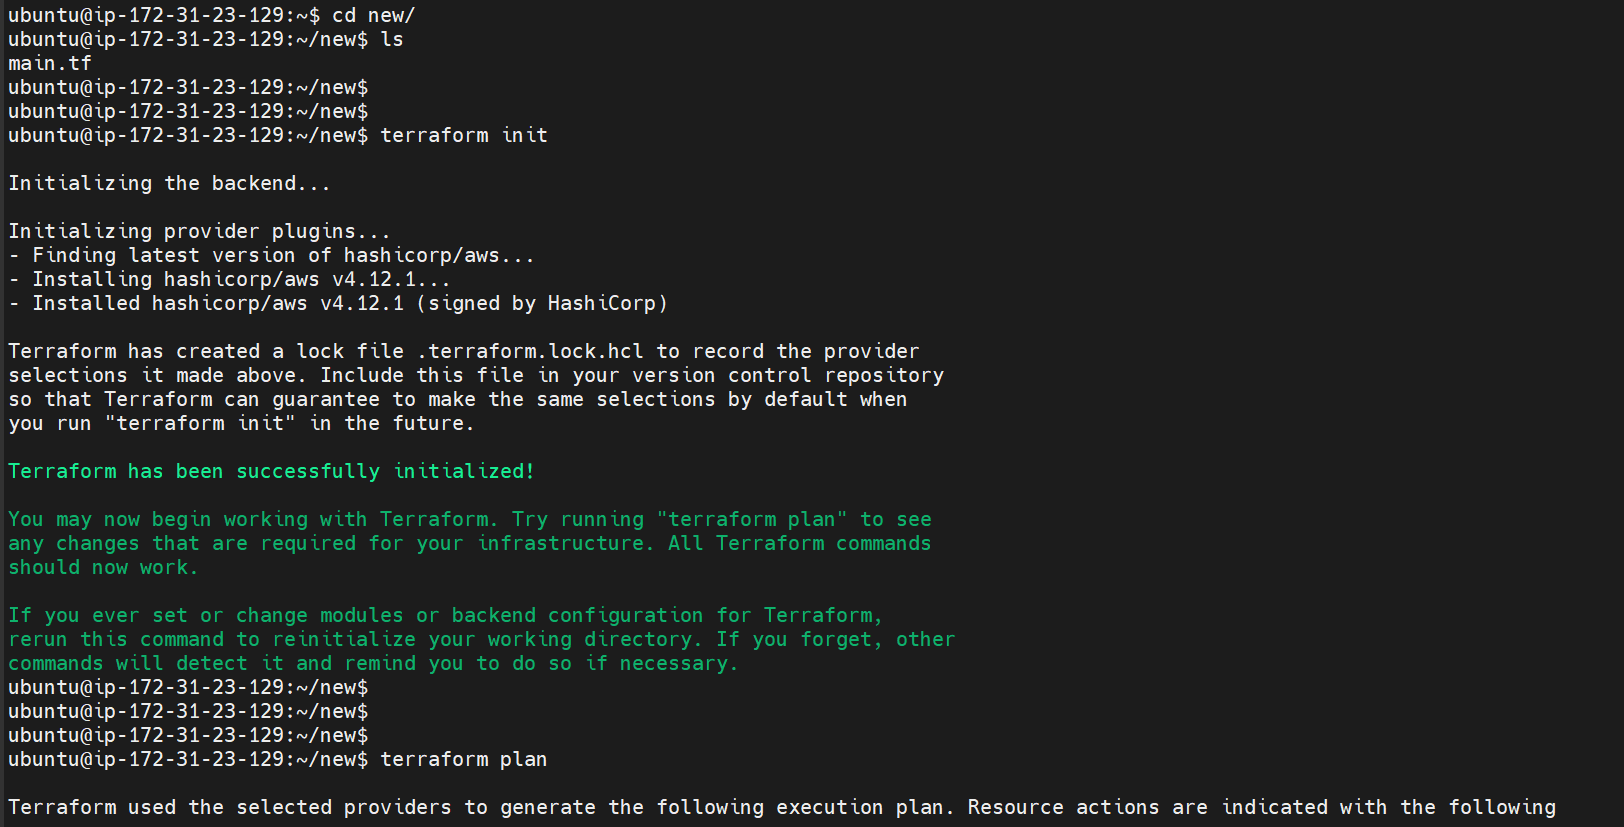 ubuntu@ip-172-31-23-129:~$ cd new/
ubuntu@ip-172-31-23-129:~/new$ ls
main.tf
ubuntu@ip-172-31-23-129:~/new$
ubuntu@ip-172-31-23-129:~/new$
ubuntu@ip-172-31-23-129:~/new$ terraform init
Initializing the backend...
Initializing provider plugins...
- Finding latest version of hashicorp/aws...
- Installing hashicorp/aws v4.12.1...
- Installed hashicorp/aws v4.12.1 (signed by HashiCorp)
Terraform has created a lock file .terraform.lock.hcl to record the provider
selections it made above. Include this file in your version control repository
so that Terraform can guarantee to make the same selections by default when
you run "terraform init" in the future.
Terraform has been successfully initialized!
You may now begin working with Terraform. Try running "terraform plan" to see
any changes that are required for your infrastructure. All Terraform commands
should now work.
If you ever set or change modules or backend configuration for Terraform,
rerun this command to reinitialize your working directory. If you forget, other
commands will detect it and remind you to do so if necessary.
ubuntu@ip-172-31-23-129:~/new$
ubuntu@ip-172-31-23-129:~/new$
ubuntu@ip-172-31-23-129:~/new$
ubuntu@ip-172-31-23-129:~/new$ terraform plan
Terraform used the selected providers to generate the following execution plan. Resource actions are indicated with the following